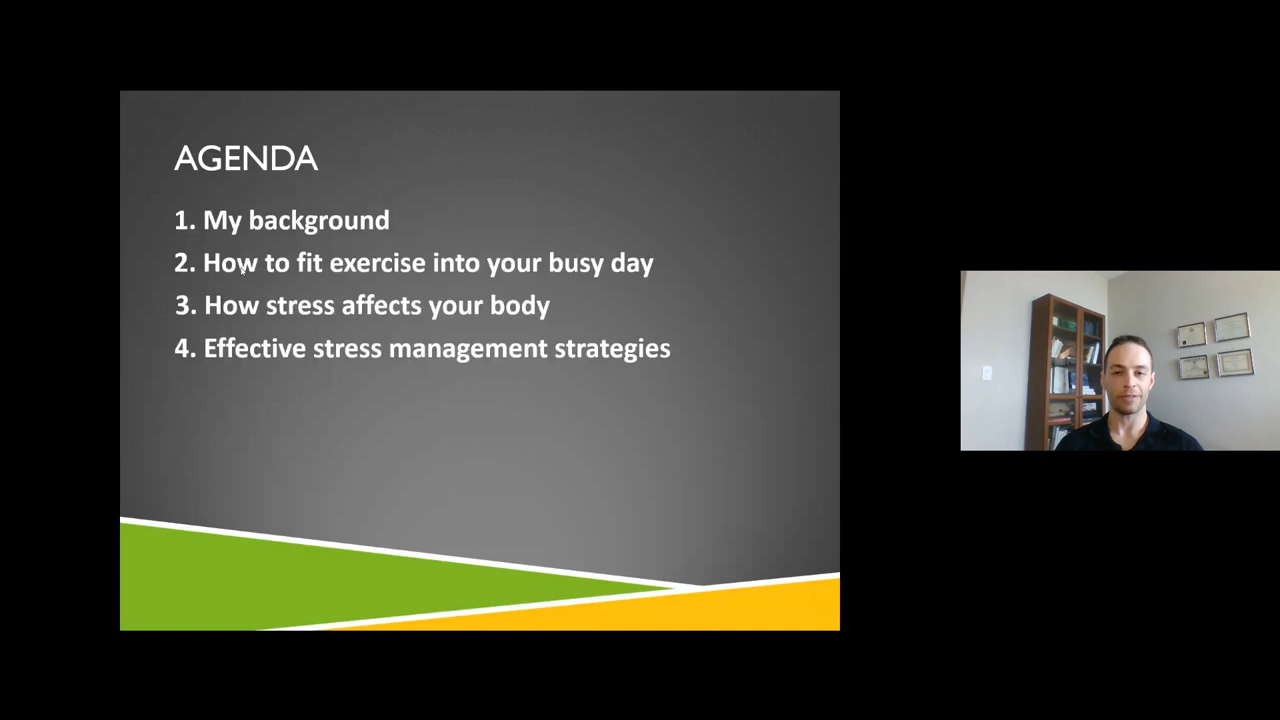 AGENDA
1. My background
2. How to fit exercise into your busy day
3. How stress affects your body
4. Effective stress management strategies